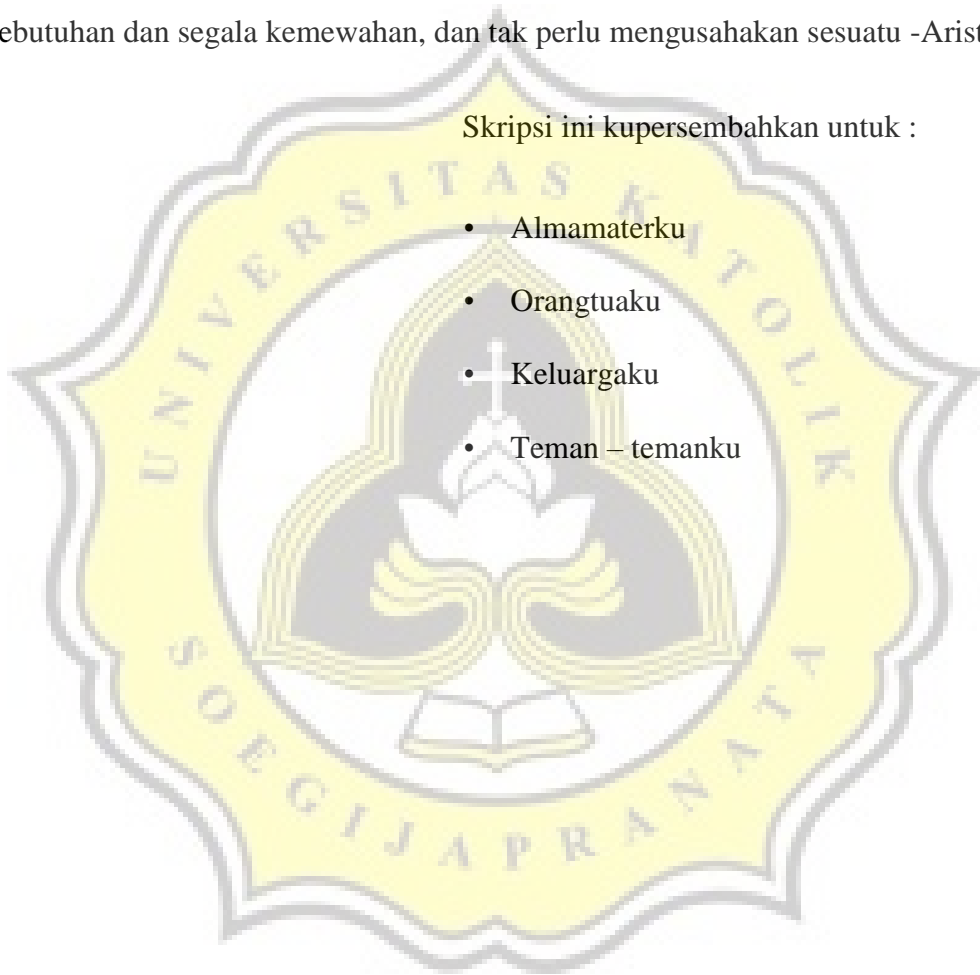 ebutuhan dan segala kemewahan, dan tak perlu mengusahakan sesuatu -Arist
Skripsi ini kupersembahkan untuk :
• Almamaterku
• Orangtuaku
• Keluargaku
• Teman – temanku
UNIVERSITAS KATOLIK
SOEGIJAPRANATA